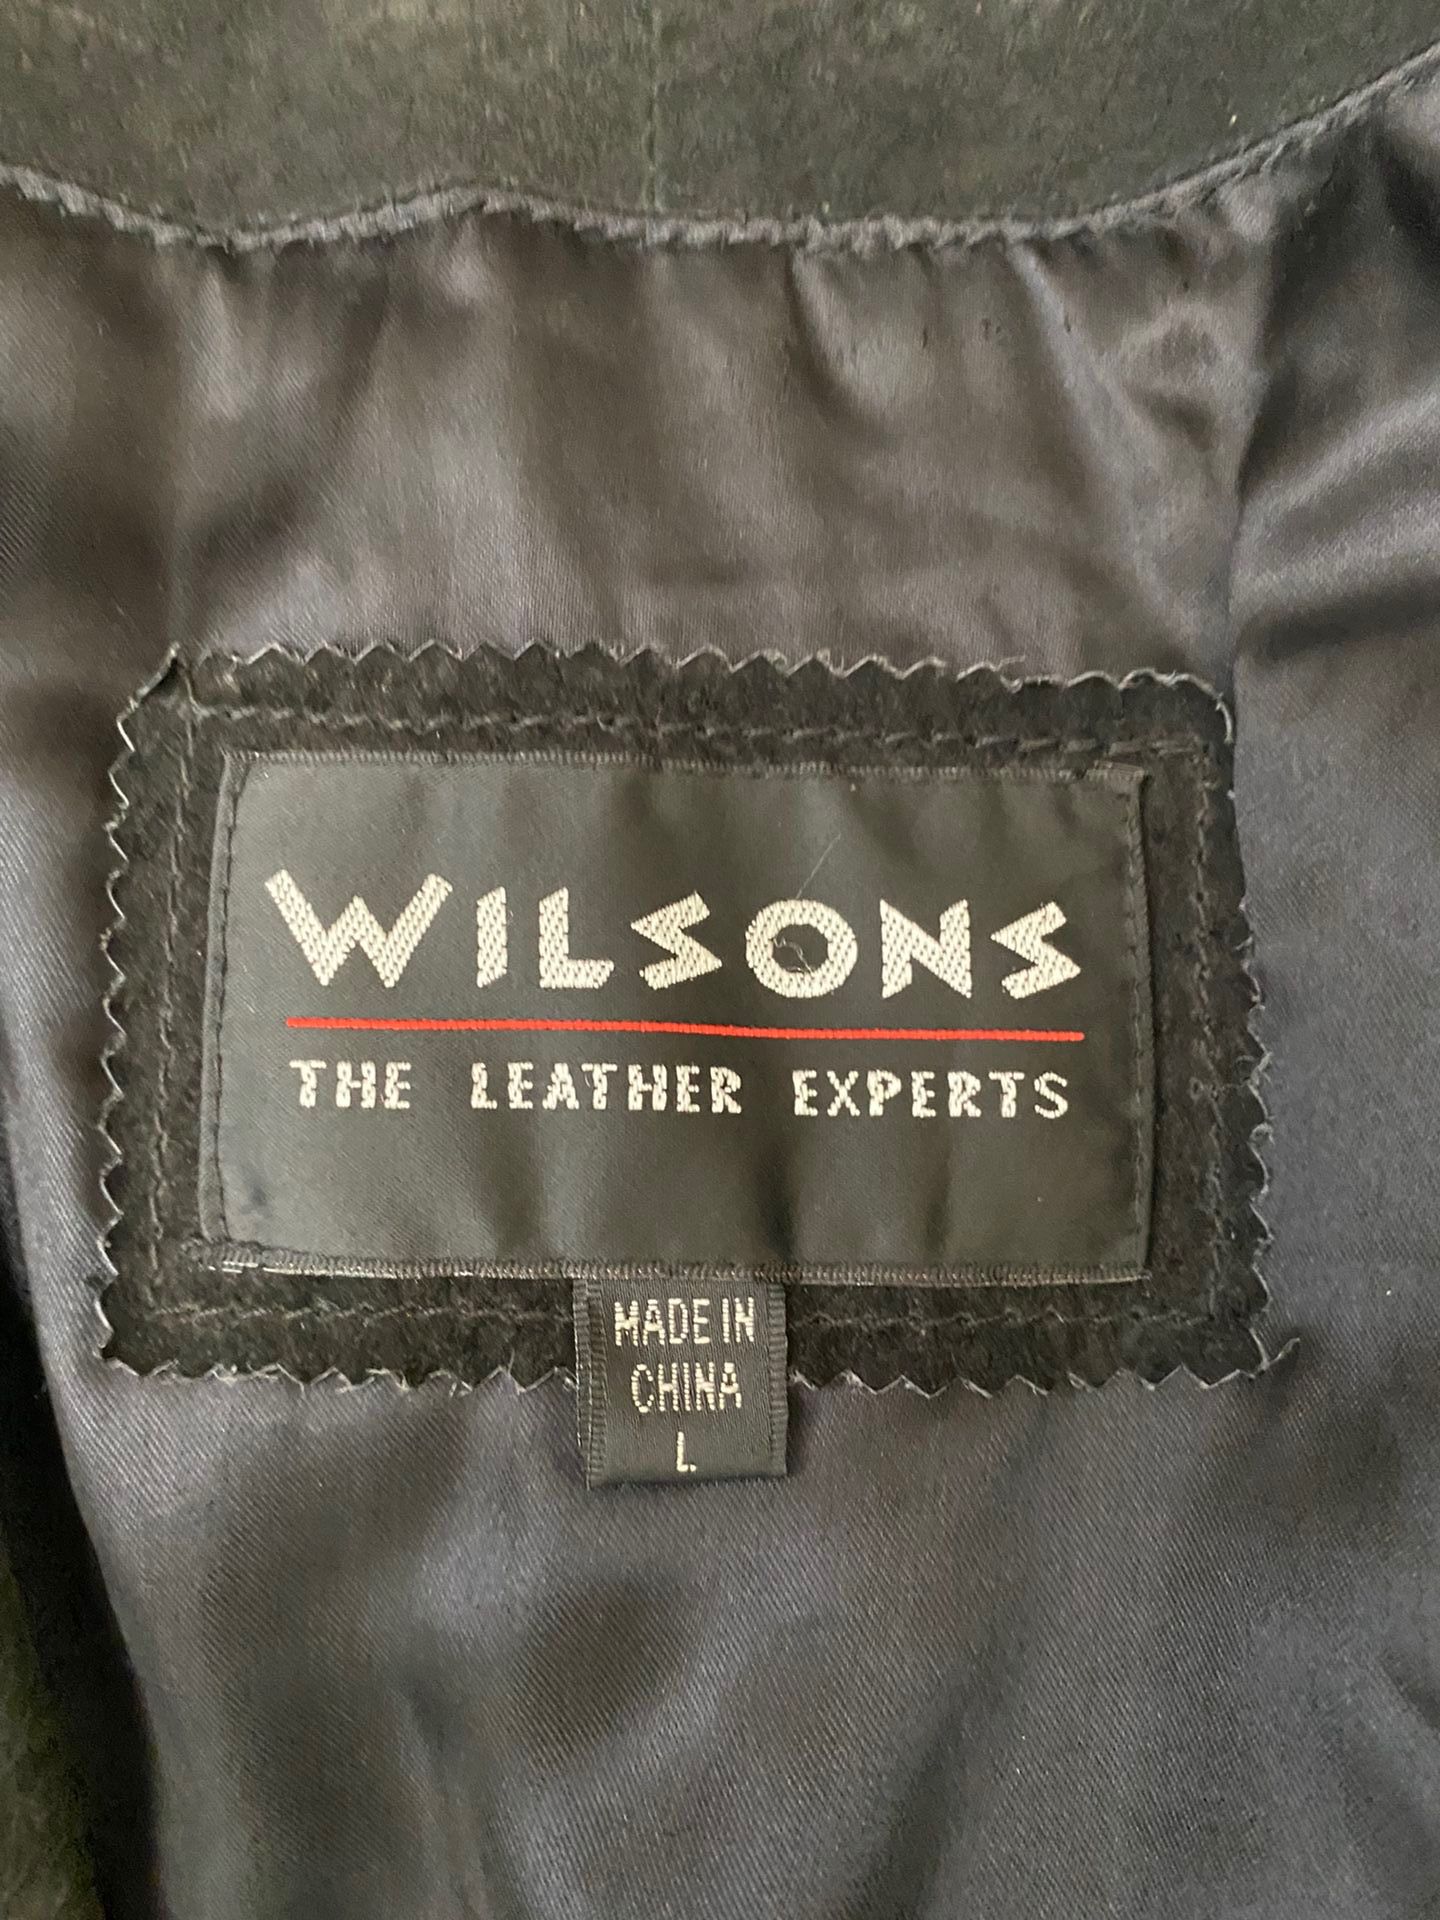 WILSONS
THE LEATHER EXPERTS
MADE IN
CHINA
L